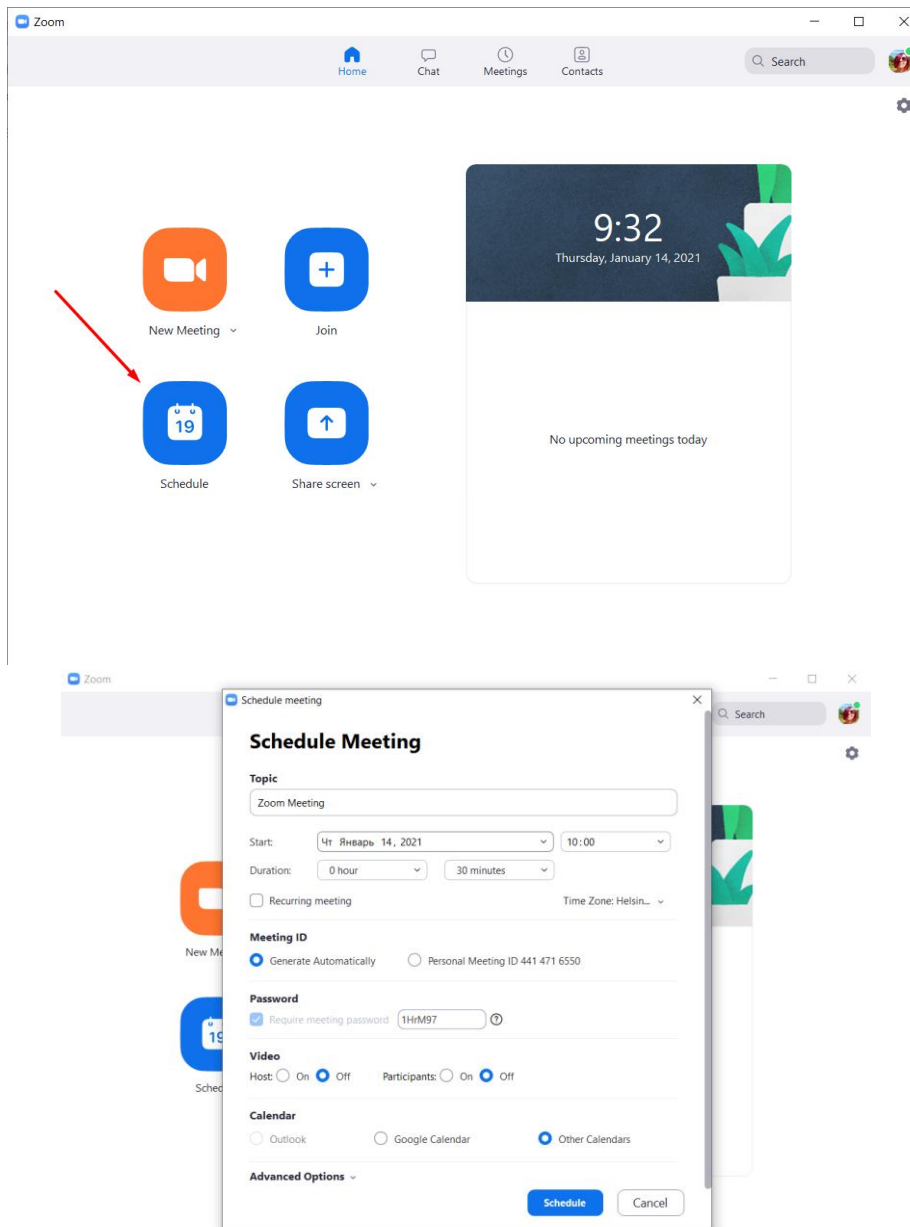 Zoom
Home Chat Meetings Contacts Search
9:32
Thursday, January 14, 2021
New Meeting Join
19
No upcoming meetings today
Schedule Share screen
Zoom
Schedule meeting
Search
Schedule Meeting
Topic
Zoom Meeting
Start: Чт Январь 14, 2021 10:00
Duration: 0 hour 30 minutes
Recurring meeting Time Zone: Helsin...
Meeting ID
New Me
Generate Automatically Personal Meeting ID 441 471 6550
Password
Require meeting password 1HrM97
19
Video
Host: On Off Participants: On Off
Sched
Calendar
Outlook Google Calendar Other Calendars
Advanced Options
Schedule Cancel